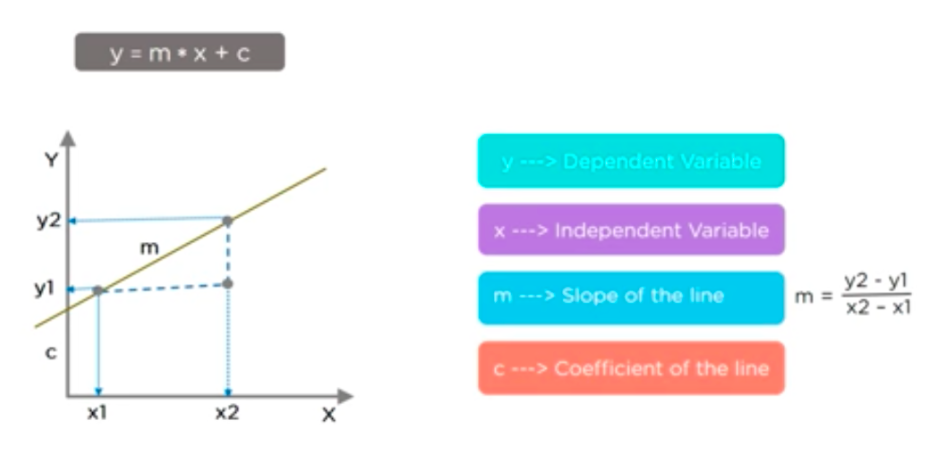 y = m * x + c
Y
y2
m
y1
c
x1
x2
X
y ---> Dependent Variable
x ---> Independent Variable
m ---> Slope of the line
m = y2 - y1
x2 - x1
c ---> Coefficient of the line